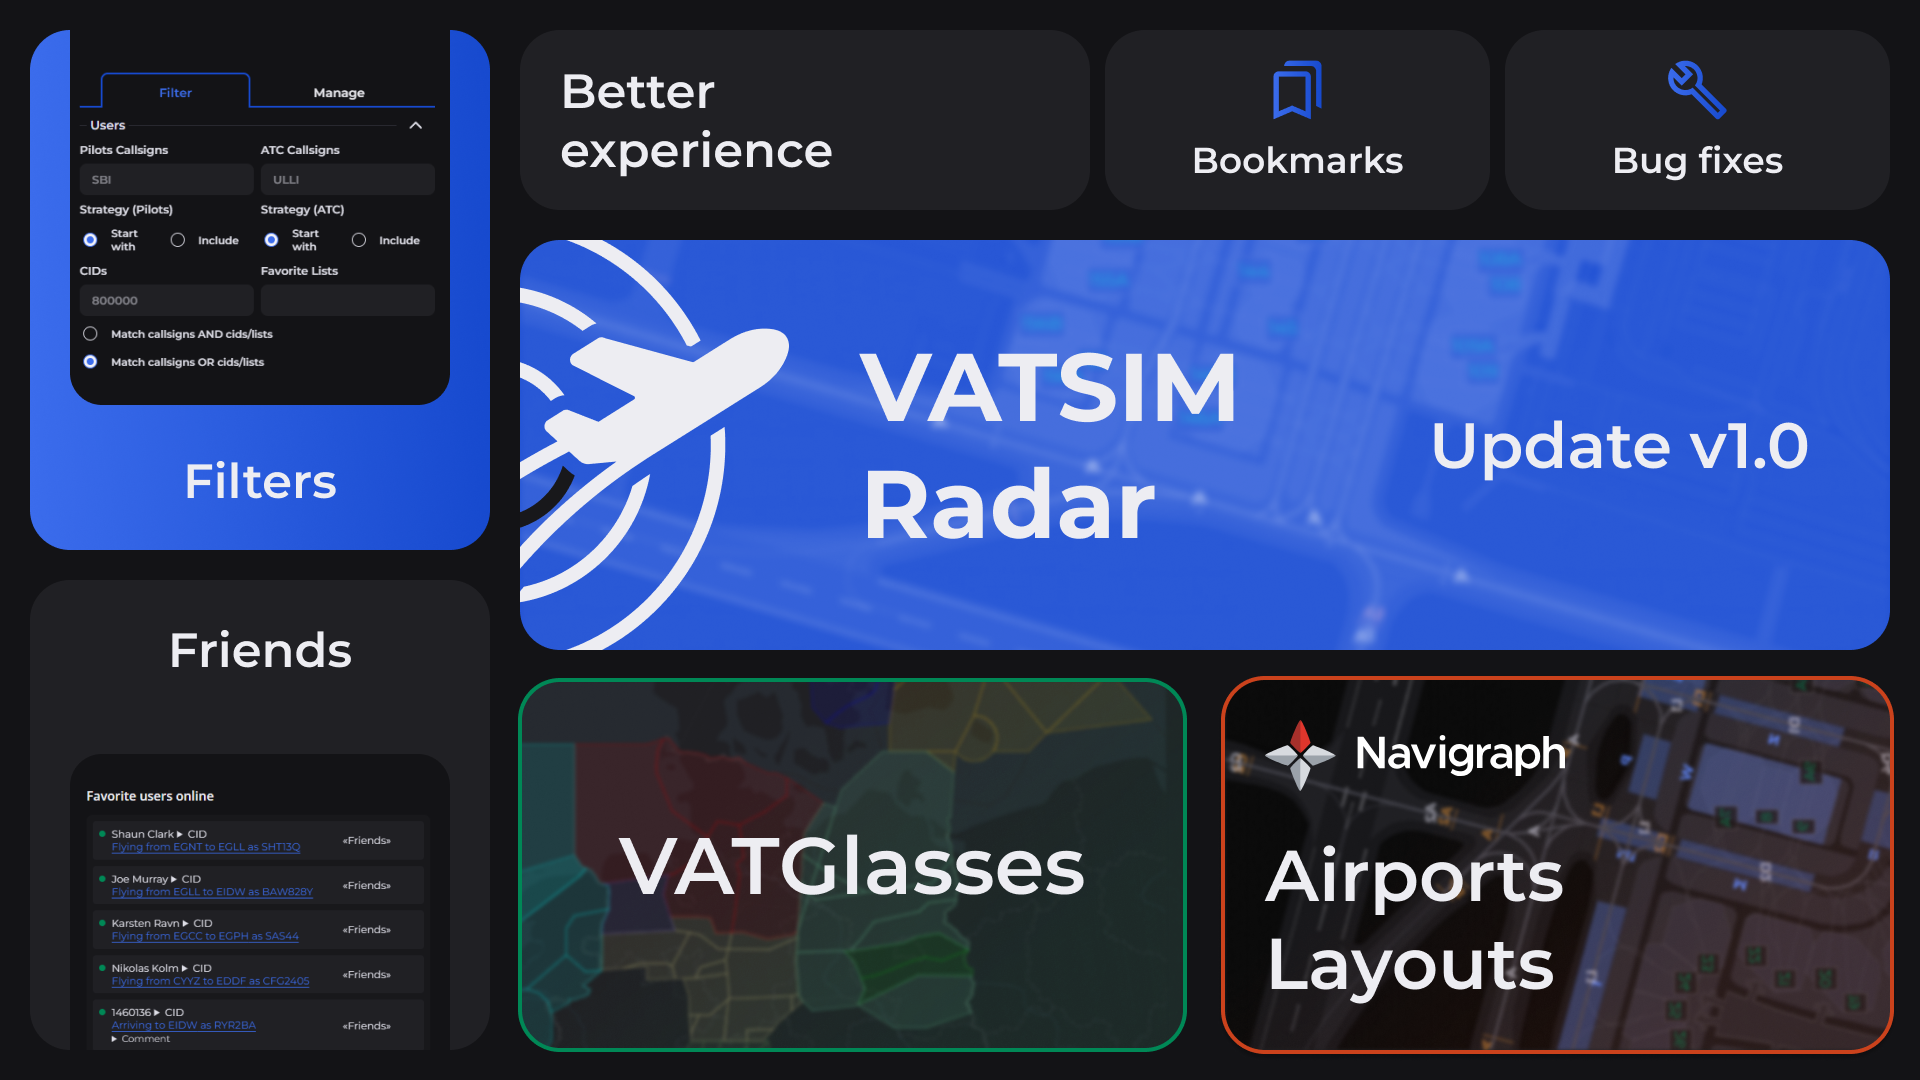 Filter
Manage
Users
Pilots Callsigns
ATC Callsigns
SBI
ULLI
Strategy (Pilots)
Strategy (ATC)
Start with
Include
Start with
Include
CIDs
Favorite Lists
800000
Match callsigns AND cids/lists
Match callsigns OR cids/lists
Filters
Friends
Favorite users online
Shaun Clark ▶ CID
Flying from EGNT to EGLL as SHT13Q
«Friends»
Joe Murray ▶ CID
Flying from EGLL to EIDW as BAW828Y
«Friends»
Karsten Ravn ▶ CID
Flying from EGCC to EGPH as SAS44
«Friends»
Nikolas Kolm ▶ CID
Flying from CYYZ to EDDF as CFG2405
«Friends»
1460136 ▶ CID
Arriving to EIDW as RYR2BA
▶ Comment
«Friends»
Better
experience
Bookmarks
Bug fixes
VATSIM
Radar
Update v1.0
VATGlasses
Navigraph
Airports
Layouts